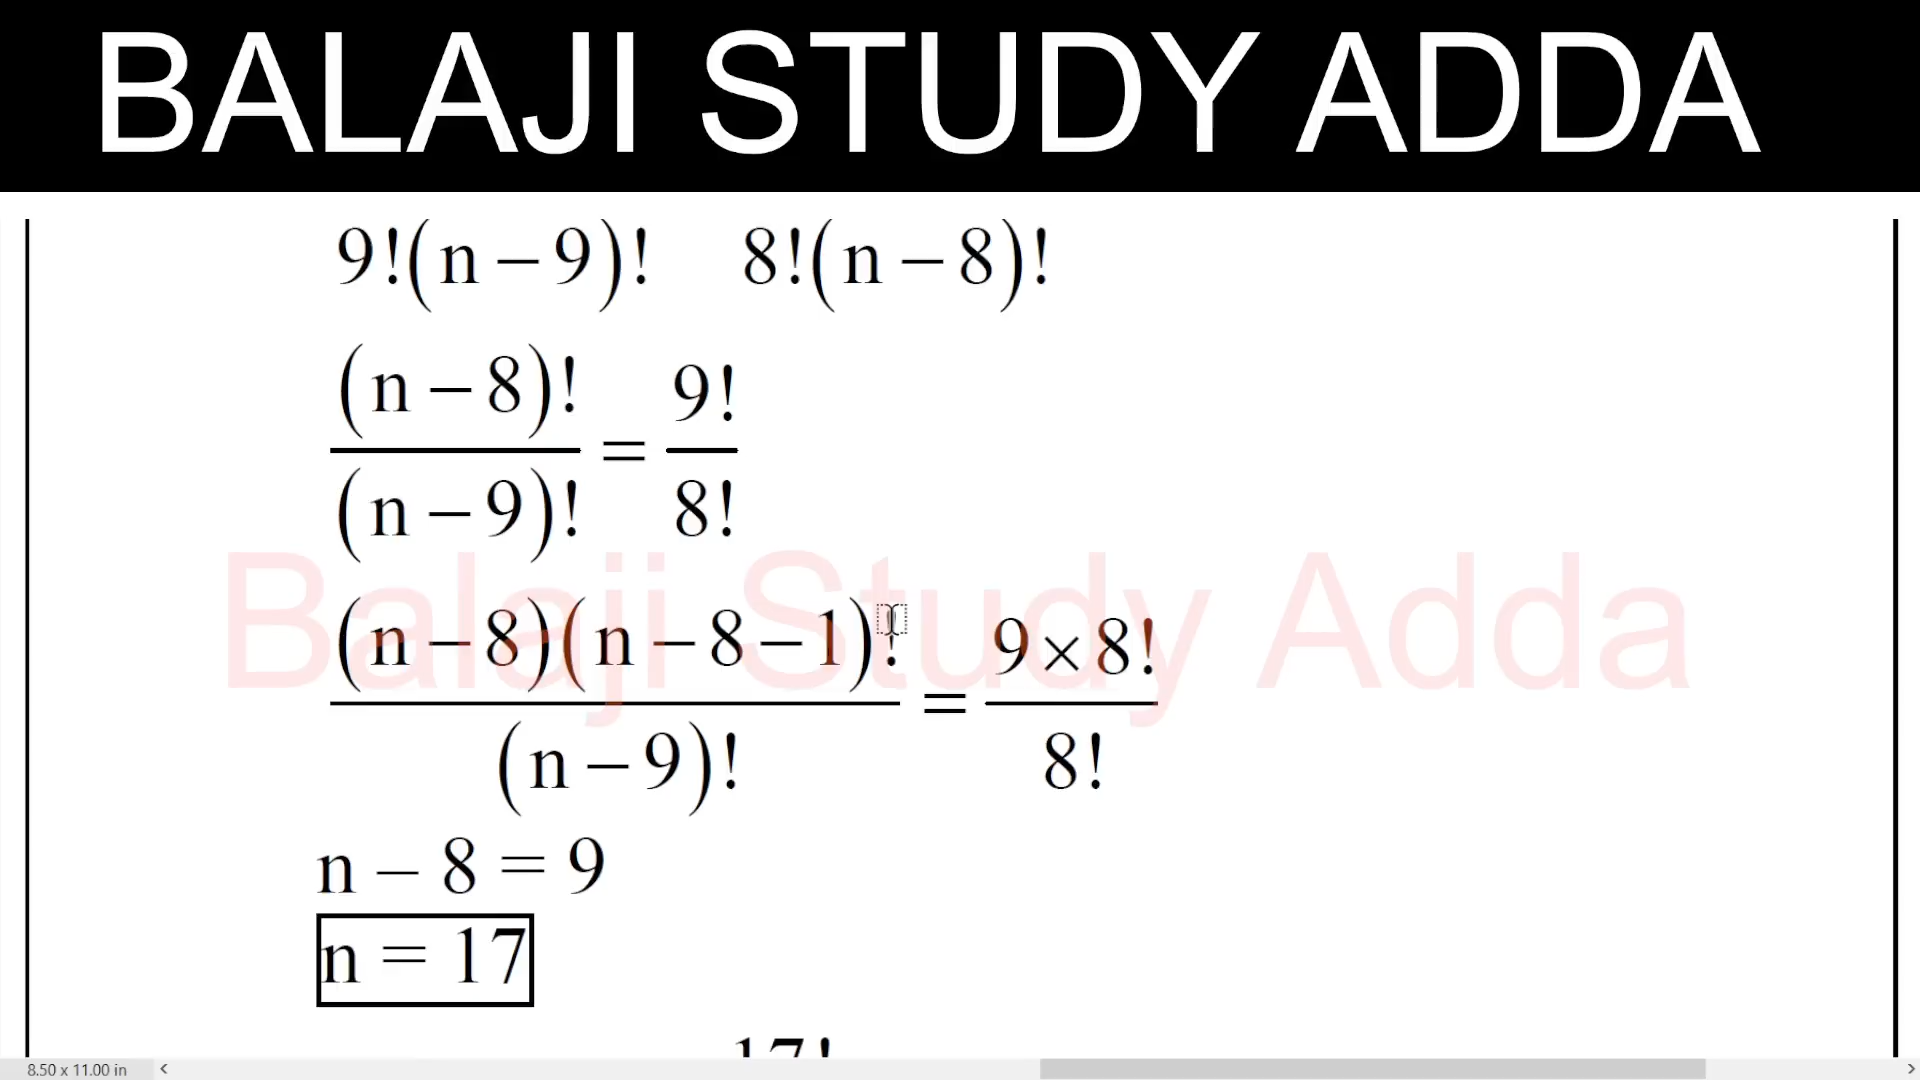 BALAJI STUDY ADDA
9!(n – 9)! 8!(n – 8)!
(n – 8)! / (n – 9)! = 9! / 8!
(n – 8)(n – 8 – 1)! / (n – 9)! = 9 × 8! / 8!
Balaji Study Adda
n – 8 = 9
n = 17
17!
8.50 x 11.00 in